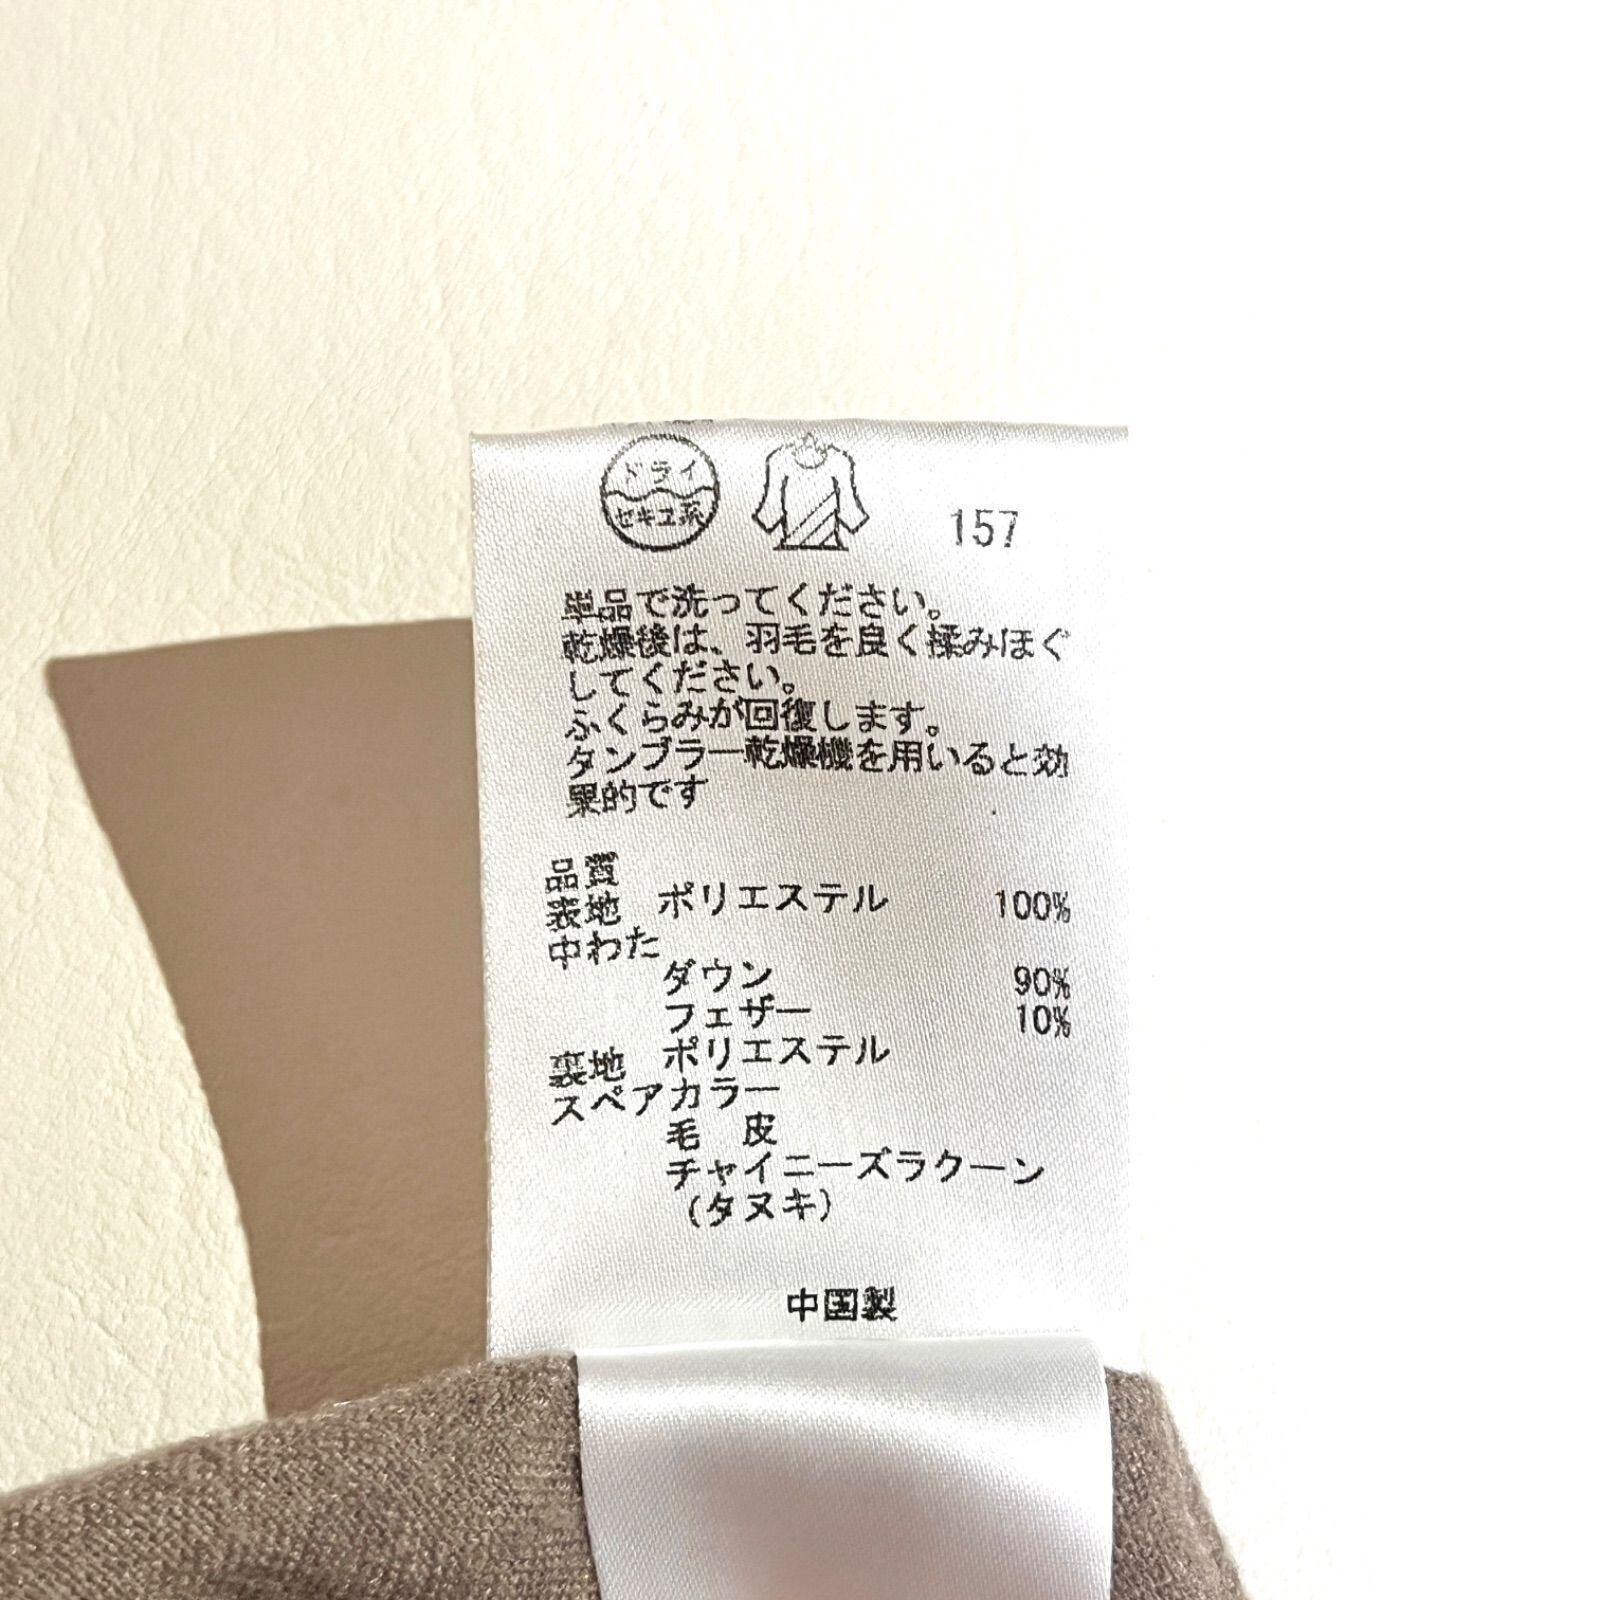 ドライ
セキユ系
157
単品で洗ってください。
乾燥後は、羽毛を良く揉みほぐ
してください。
ふくらみが回復します。
タンブラー乾燥機を用いると効
果的です
品質
表地 ポリエステル 100%
中わた
ダウン 90%
フェザー 10%
裏地 ポリエステル
スペアカラー
毛 皮
チャイニーズラクーン
(タヌキ)
中国製